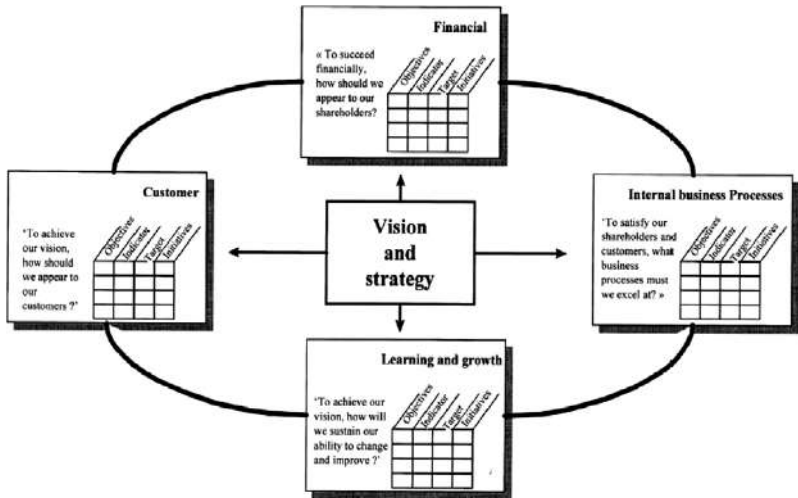 Financial
« To succeed
financially,
how should we
appear to our
shareholders?
Objectives
Indicator
Target
Initiatives
Customer
'To achieve
our vision,
how should
we appear to
our
customers ?'
Objectives
Indicator
Target
Initiatives
Vision
and
strategy
Internal business Processes
'To satisfy our
shareholders and
customers, what
business
processes must
we excel at? »
Objectives
Indicator
Target
Initiatives
Learning and growth
'To achieve our
vision, how will
we sustain our
ability to change
and improve ?'
Objectives
Indicator
Target
Initiatives